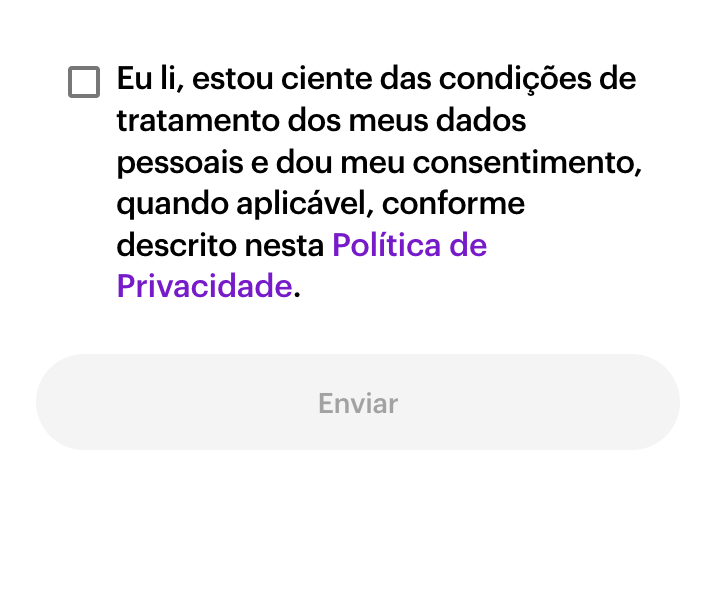 Eu li, estou ciente das condições de
tratamento dos meus dados
pessoais e dou meu consentimento,
quando aplicável, conforme
descrito nesta Política de
Privacidade.
Enviar